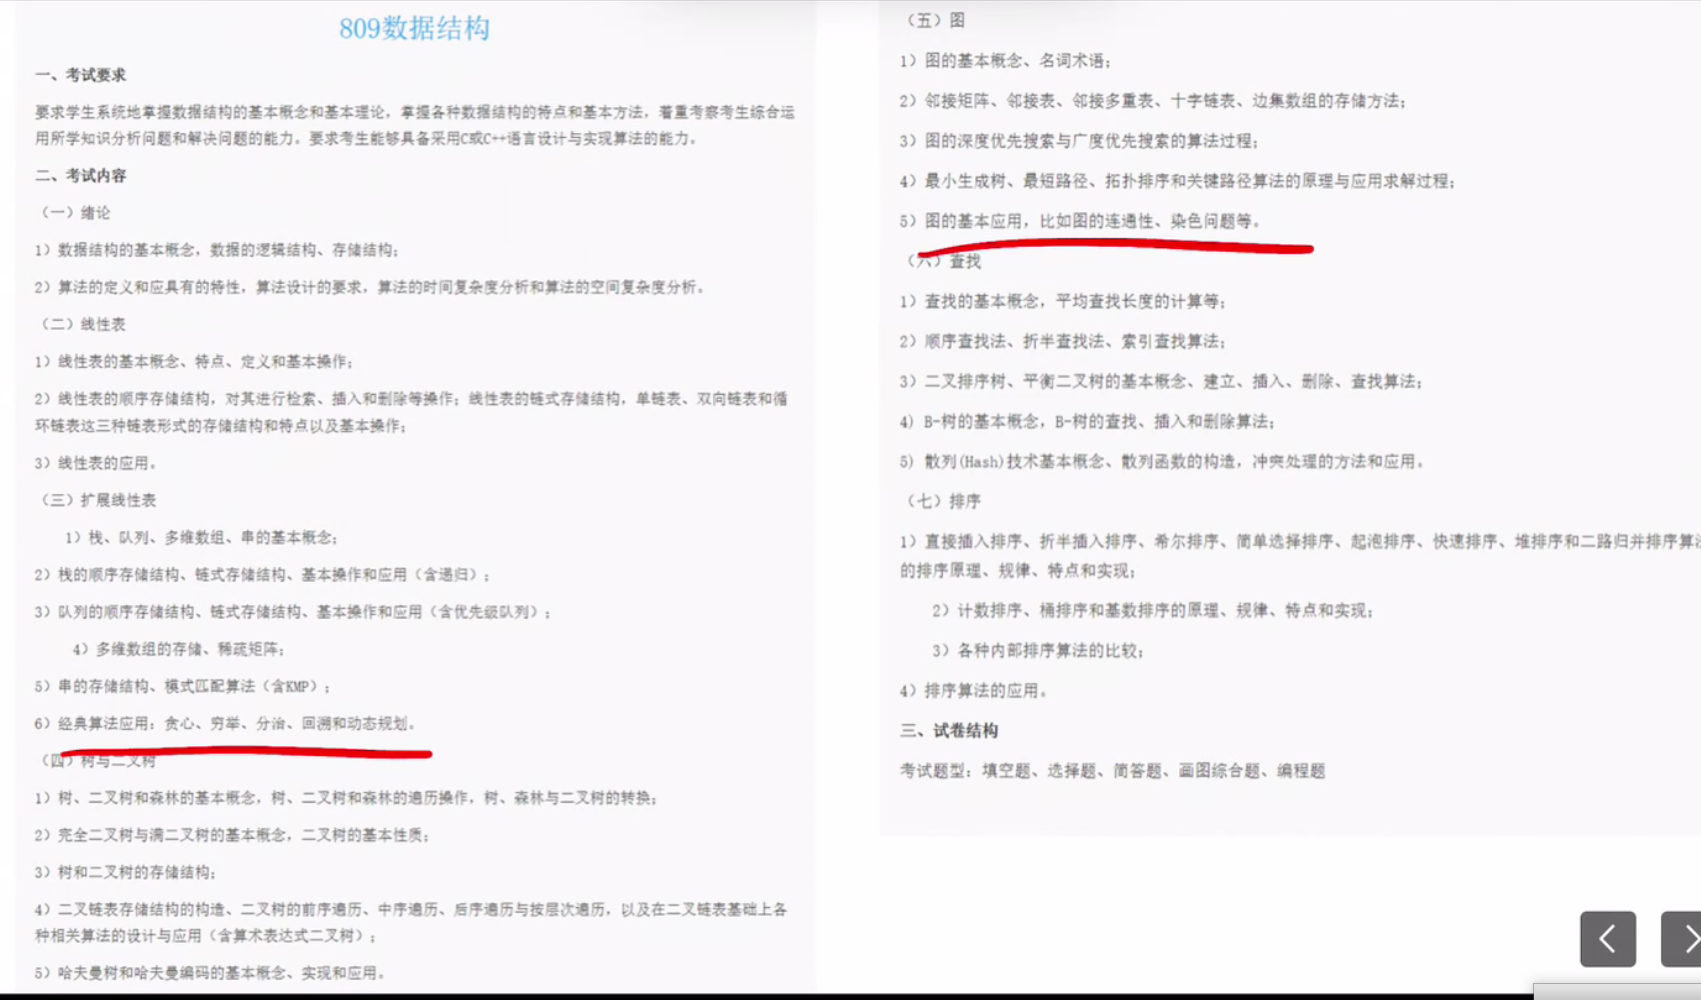 809数据结构
一、考试要求
要求学生系统地掌握数据结构的基本概念和基本理论，掌握各种数据结构的特点和基本方法，着重考察考生综合运
用所学知识分析问题和解决问题的能力。要求考生能够具备采用C或C++语言设计与实现算法的能力。
二、考试内容
（一）绪论
1）数据结构的基本概念，数据的逻辑结构、存储结构；
2）算法的定义和应具有的特性，算法设计的要求，算法的时间复杂度分析和算法的空间复杂度分析。
（二）线性表
1）线性表的基本概念、特点、定义和基本操作；
2）线性表的顺序存储结构，对其进行检索、插入和删除等操作；线性表的链式存储结构，单链表、双向链表和循
环链表这三种链表形式的存储结构和特点以及基本操作；
3）线性表的应用。
（三）扩展线性表
1）栈、队列、多维数组、串的基本概念；
2）栈的顺序存储结构、链式存储结构、基本操作和应用（含递归）；
3）队列的顺序存储结构、链式存储结构、基本操作和应用（含优先级队列）；
4）多维数组的存储、稀疏矩阵；
5）串的存储结构、模式匹配算法（含KMP）；
6）经典算法应用：贪心、穷举、分治、回溯和动态规划。
（四）树与二叉树
1）树、二叉树和森林的基本概念，树、二叉树和森林的遍历操作，树、森林与二叉树的转换；
2）完全二叉树与满二叉树的基本概念，二叉树的基本性质；
3）树和二叉树的存储结构；
4）二叉链表存储结构的构造、二叉树的前序遍历、中序遍历、后序遍历与按层次遍历，以及在二叉链表基础上各
种相关算法的设计与应用（含算术表达式二叉树）；
5）哈夫曼树和哈夫曼编码的基本概念、实现和应用。
（五）图
1）图的基本概念、名词术语；
2）邻接矩阵、邻接表、邻接多重表、十字链表、边集数组的存储方法；
3）图的深度优先搜索与广度优先搜索的算法过程；
4）最小生成树、最短路径、拓扑排序和关键路径算法的原理与应用求解过程；
5）图的基本应用，比如图的连通性、染色问题等。
（六）查找
1）查找的基本概念，平均查找长度的计算等；
2）顺序查找法、折半查找法、索引查找算法；
3）二叉排序树、平衡二叉树的基本概念、建立、插入、删除、查找算法；
4) B-树的基本概念，B-树的查找、插入和删除算法；
5）散列(Hash)技术基本概念、散列函数的构造，冲突处理的方法和应用。
（七）排序
1）直接插入排序、折半插入排序、希尔排序、简单选择排序、起泡排序、快速排序、堆排序和二路归并排序算法
的排序原理、规律、特点和实现；
2）计数排序、桶排序和基数排序的原理、规律、特点和实现；
3）各种内部排序算法的比较；
4）排序算法的应用。
三、试卷结构
考试题型：填空题、选择题、简答题、画图综合题、编程题